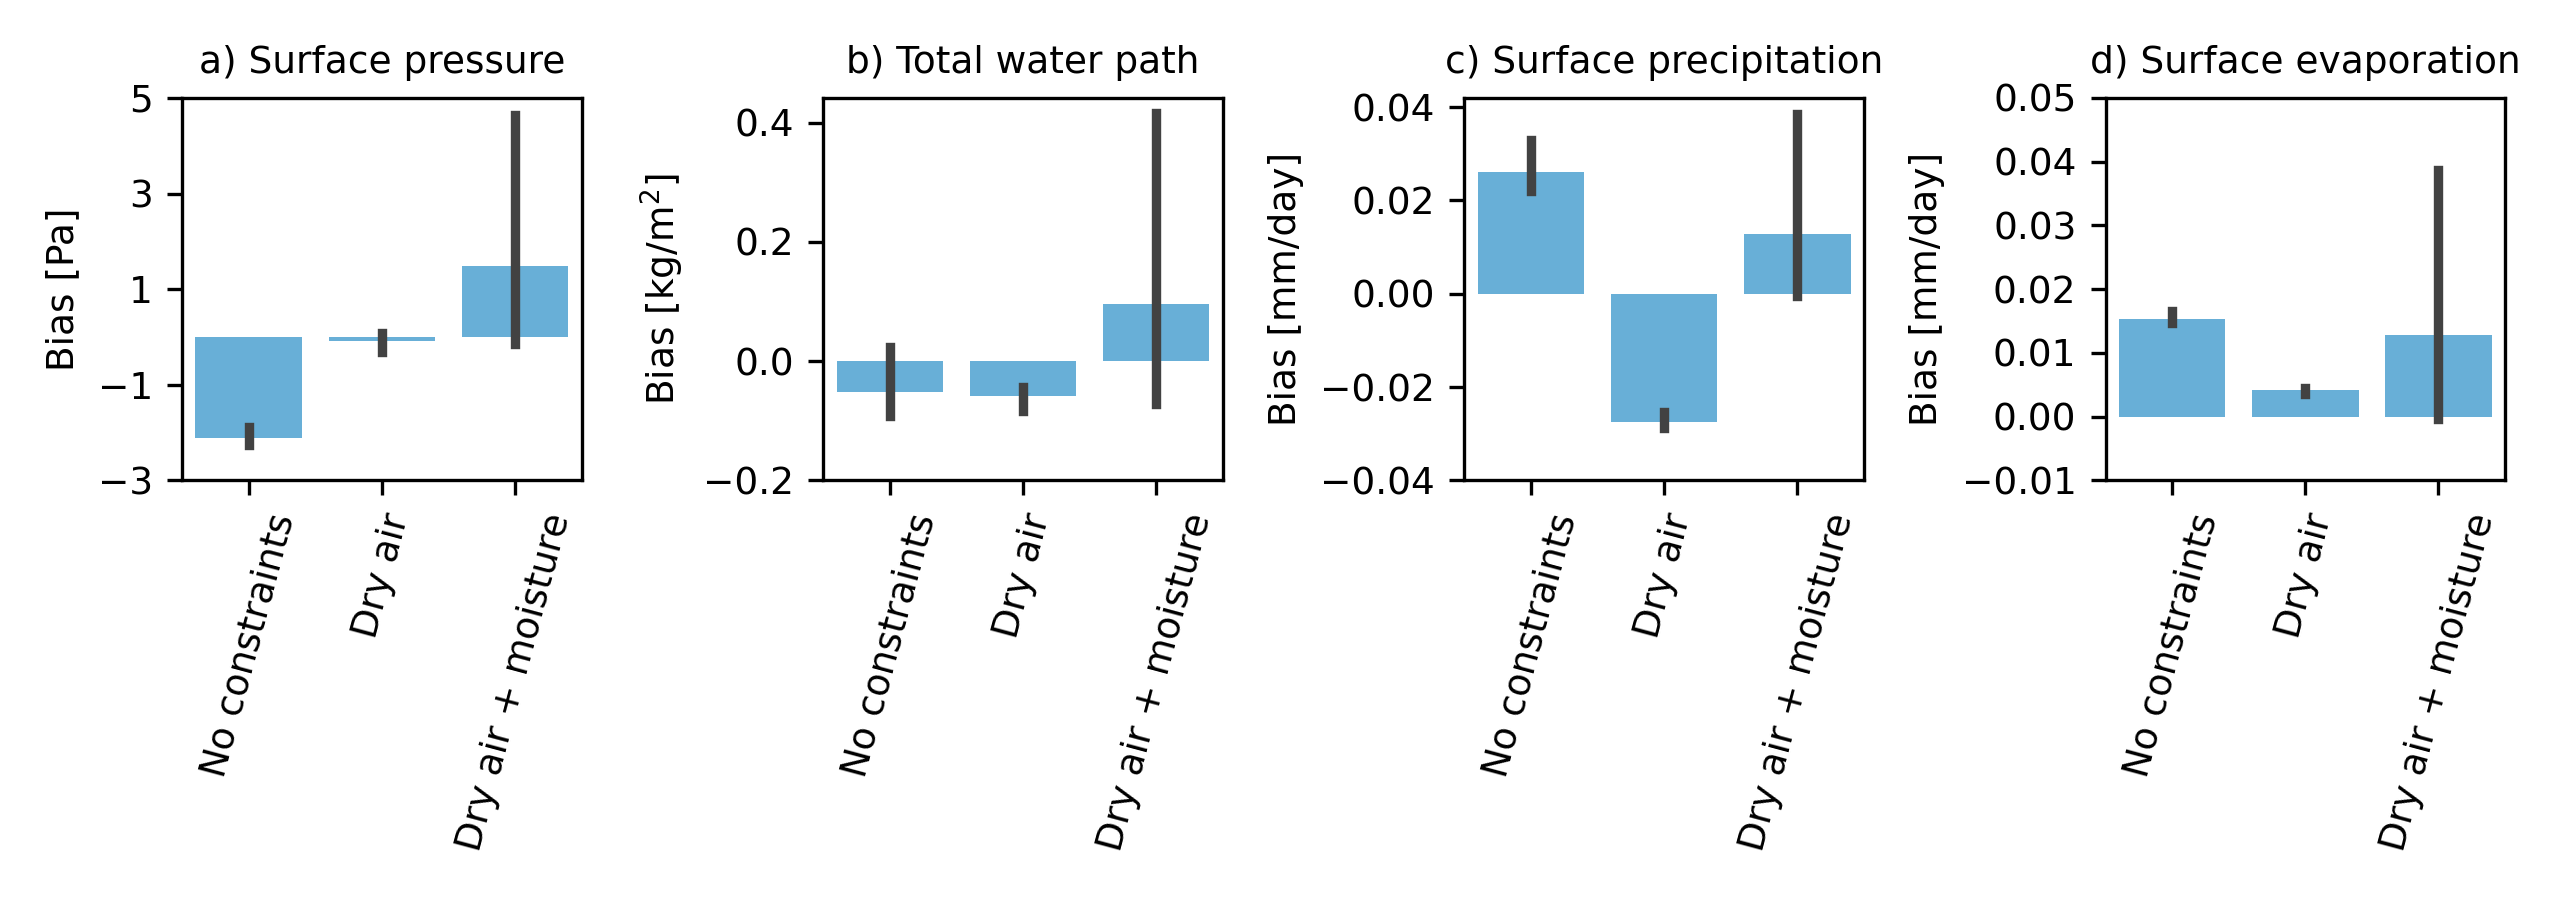 a) Surface pressure
Bias [Pa]
5
3
1
−1
−3
No constraints
Dry air
Dry air + moisture
b) Total water path
Bias [kg/m²]
0.4
0.2
0.0
−0.2
No constraints
Dry air
Dry air + moisture
c) Surface precipitation
Bias [mm/day]
0.04
0.02
0.00
−0.02
−0.04
No constraints
Dry air
Dry air + moisture
d) Surface evaporation
Bias [mm/day]
0.05
0.04
0.03
0.02
0.01
0.00
−0.01
No constraints
Dry air
Dry air + moisture